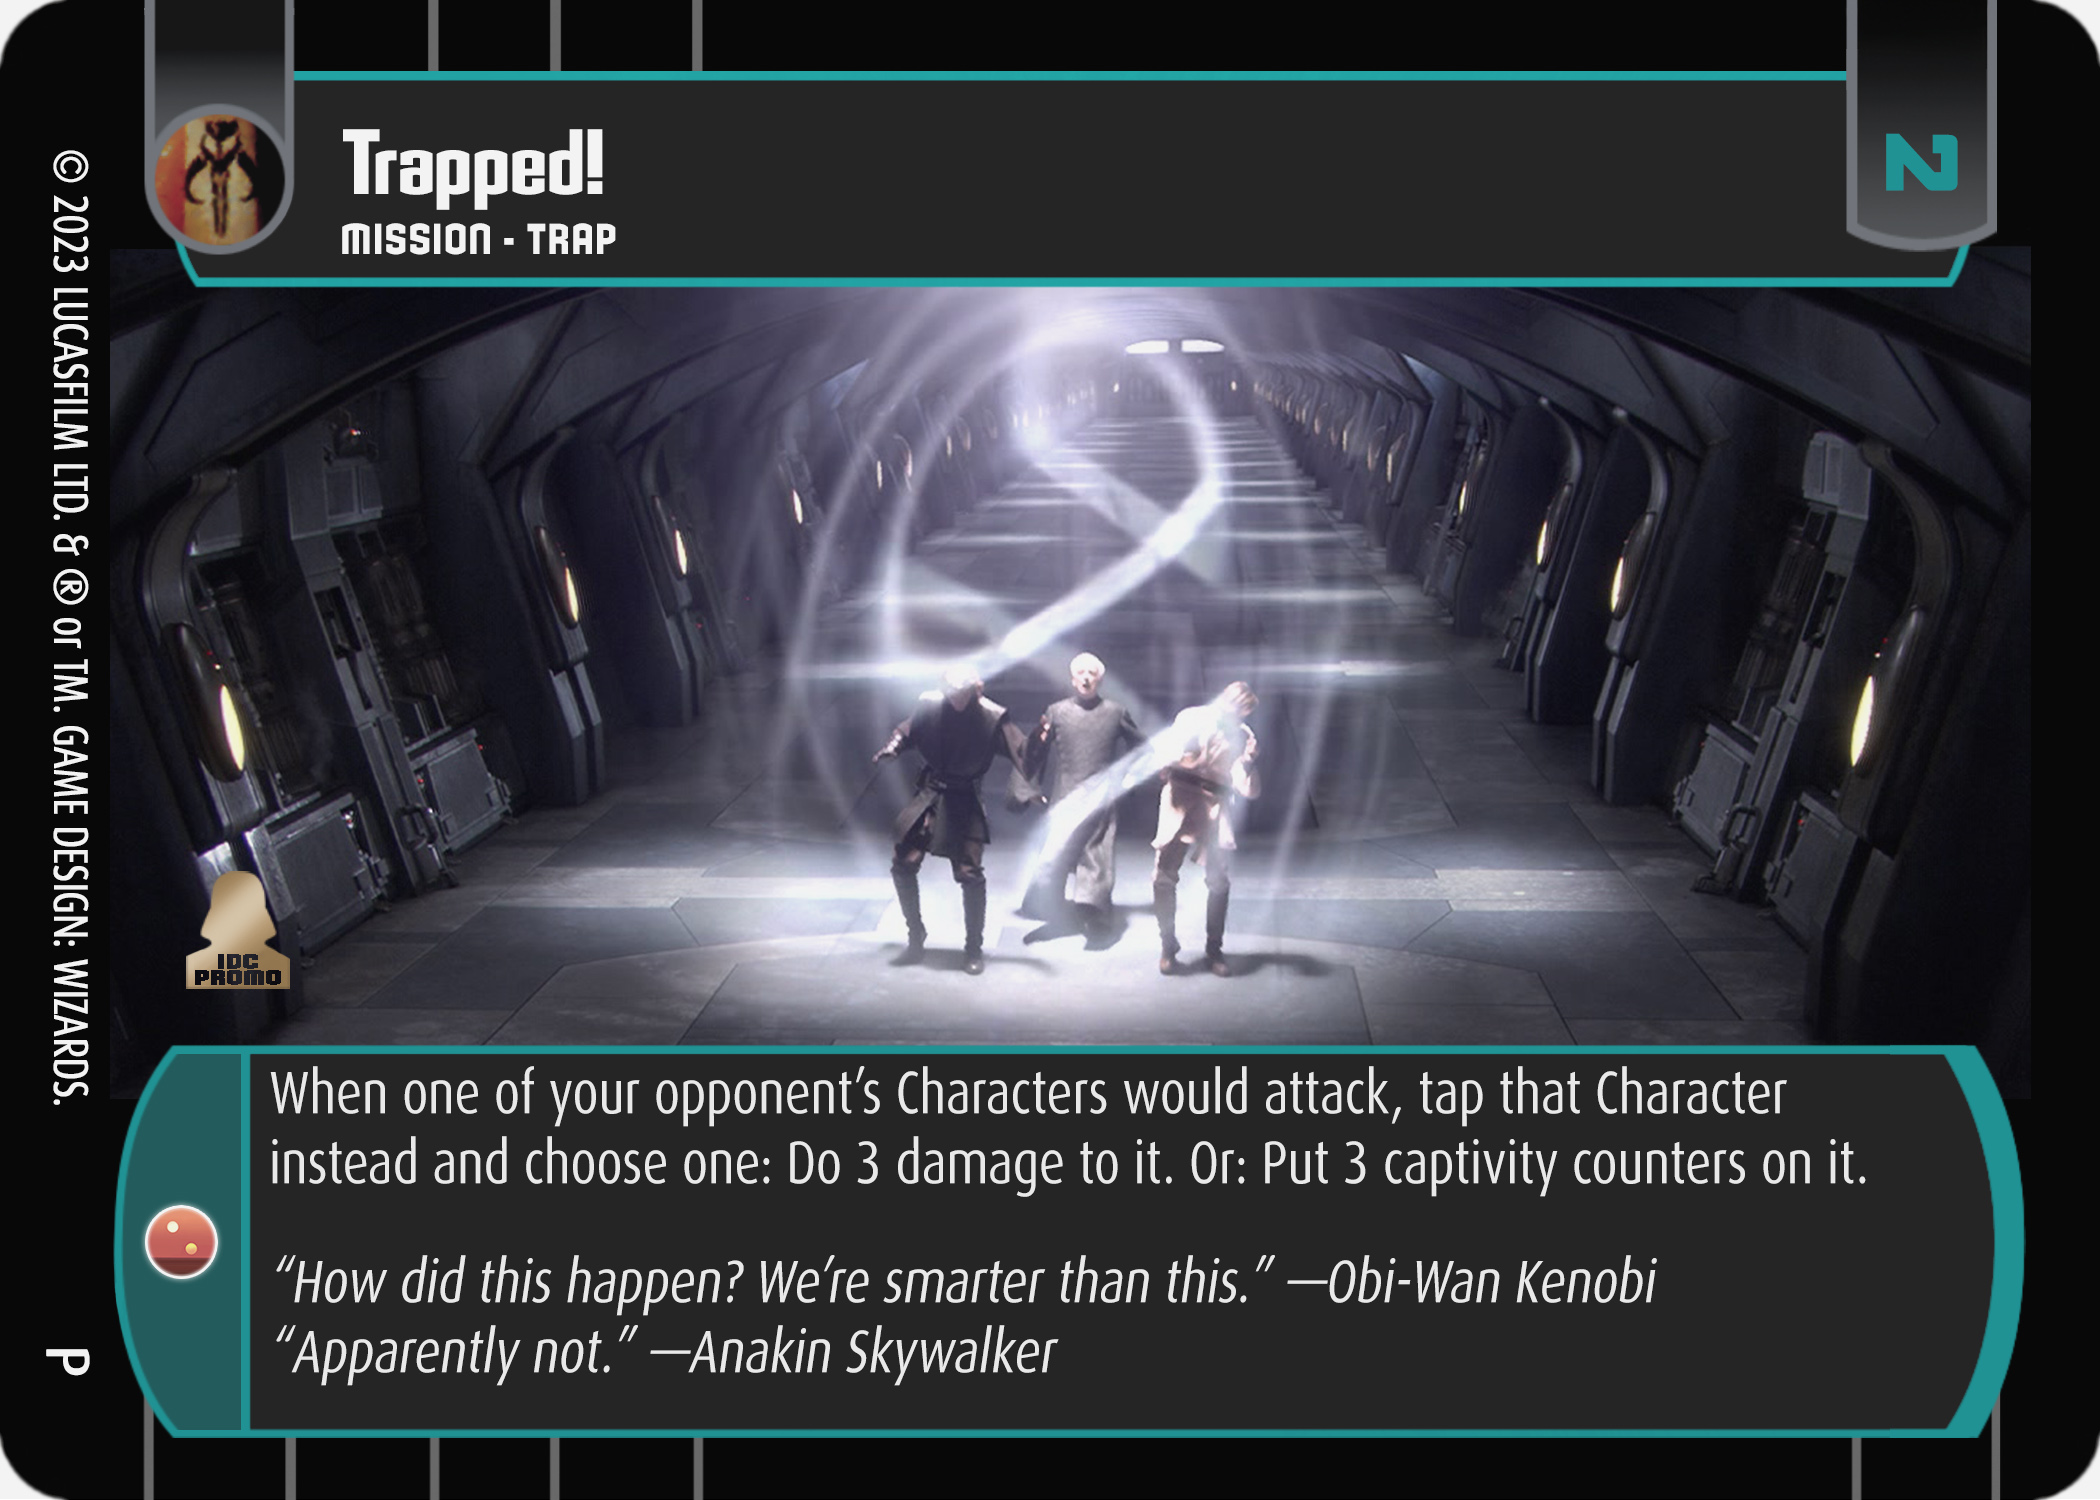 Trapped!
MISSION - TRAP
2
© 2023 LUCASFILM LTD. & ® or TM. GAME DESIGN: WIZARDS.
P
IDC
PROMO
When one of your opponent’s Characters would attack, tap that Character
instead and choose one: Do 3 damage to it. Or: Put 3 captivity counters on it.
“How did this happen? We’re smarter than this.” —Obi-Wan Kenobi
“Apparently not.” —Anakin Skywalker